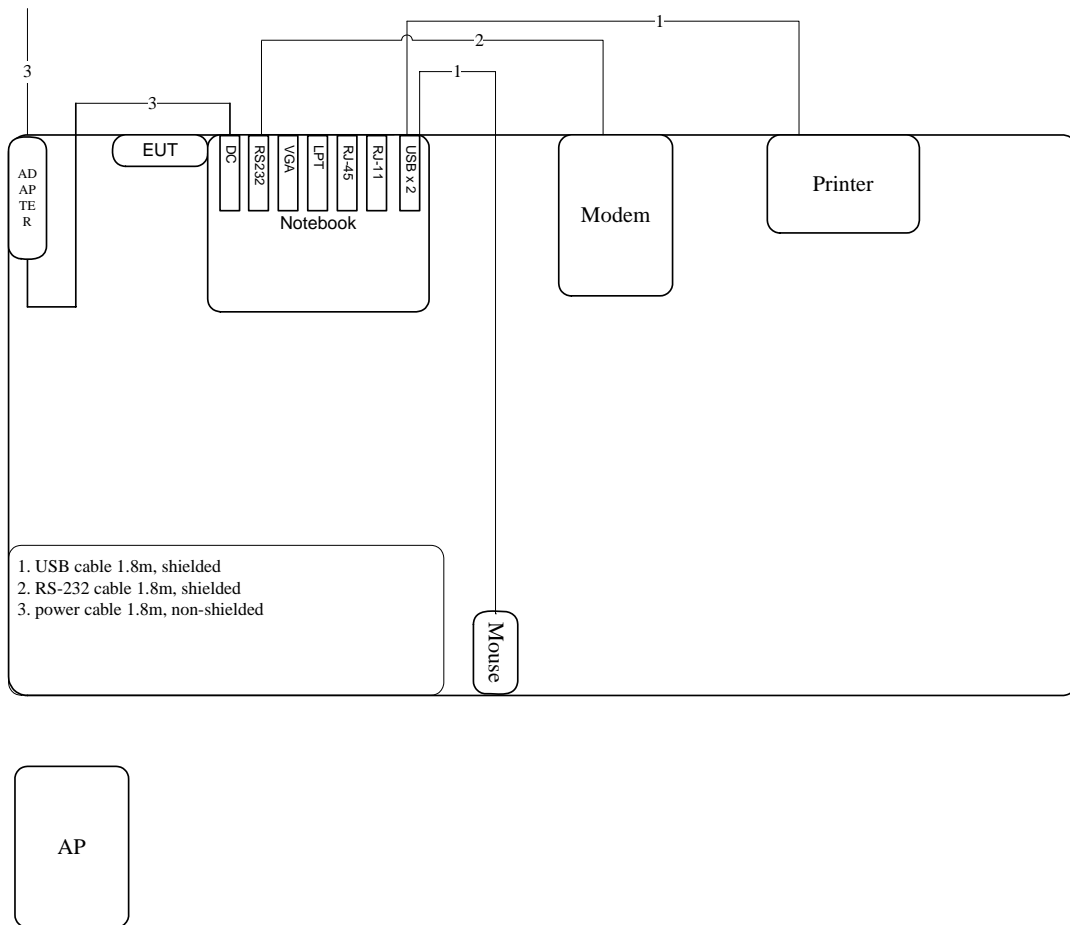 1
2
1
3
3
AD
AP
TE
R
EUT
DC
RS232
VGA
LPT
RJ-45
RJ-11
USB x 2
Notebook
Modem
Printer
1. USB cable 1.8m, shielded
2. RS-232 cable 1.8m, shielded
3. power cable 1.8m, non-shielded
Mouse
AP